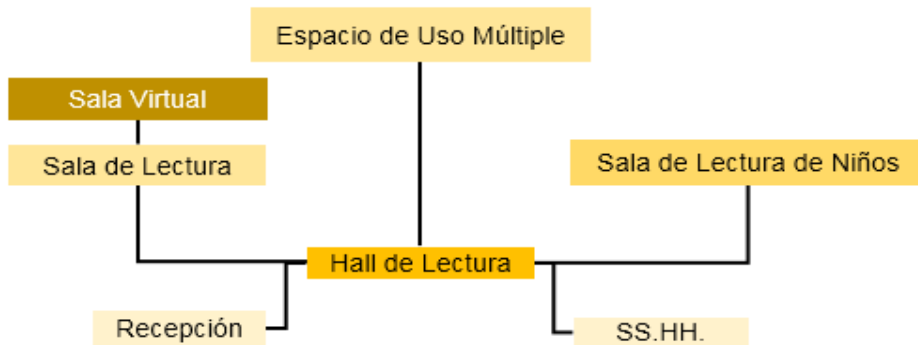 Espacio de Uso Múltiple
Sala Virtual
Sala de Lectura
Sala de Lectura de Niños
Hall de Lectura
Recepción
SS.HH.